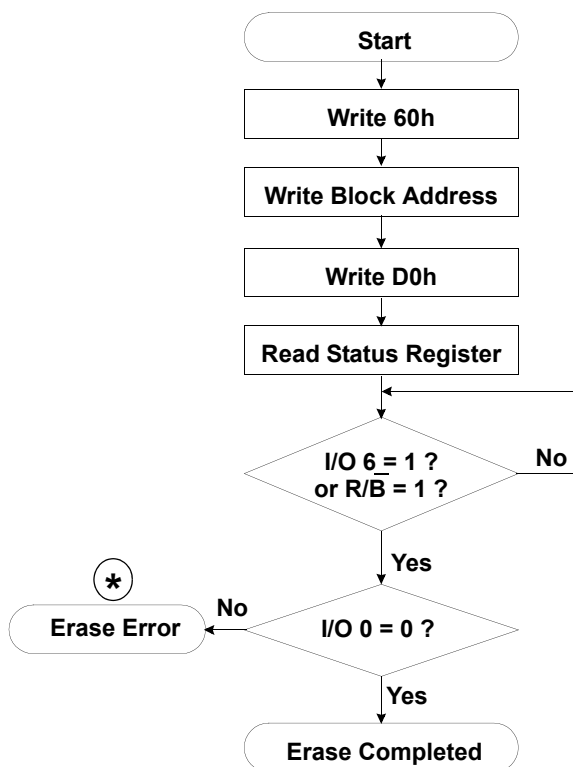 Start
Write 60h
Write Block Address
Write D0h
Read Status Register
I/O 6 = 1 ?
or R/B̅ = 1 ?
No
Yes
*
No
Erase Error
I/O 0 = 0 ?
Yes
Erase Completed